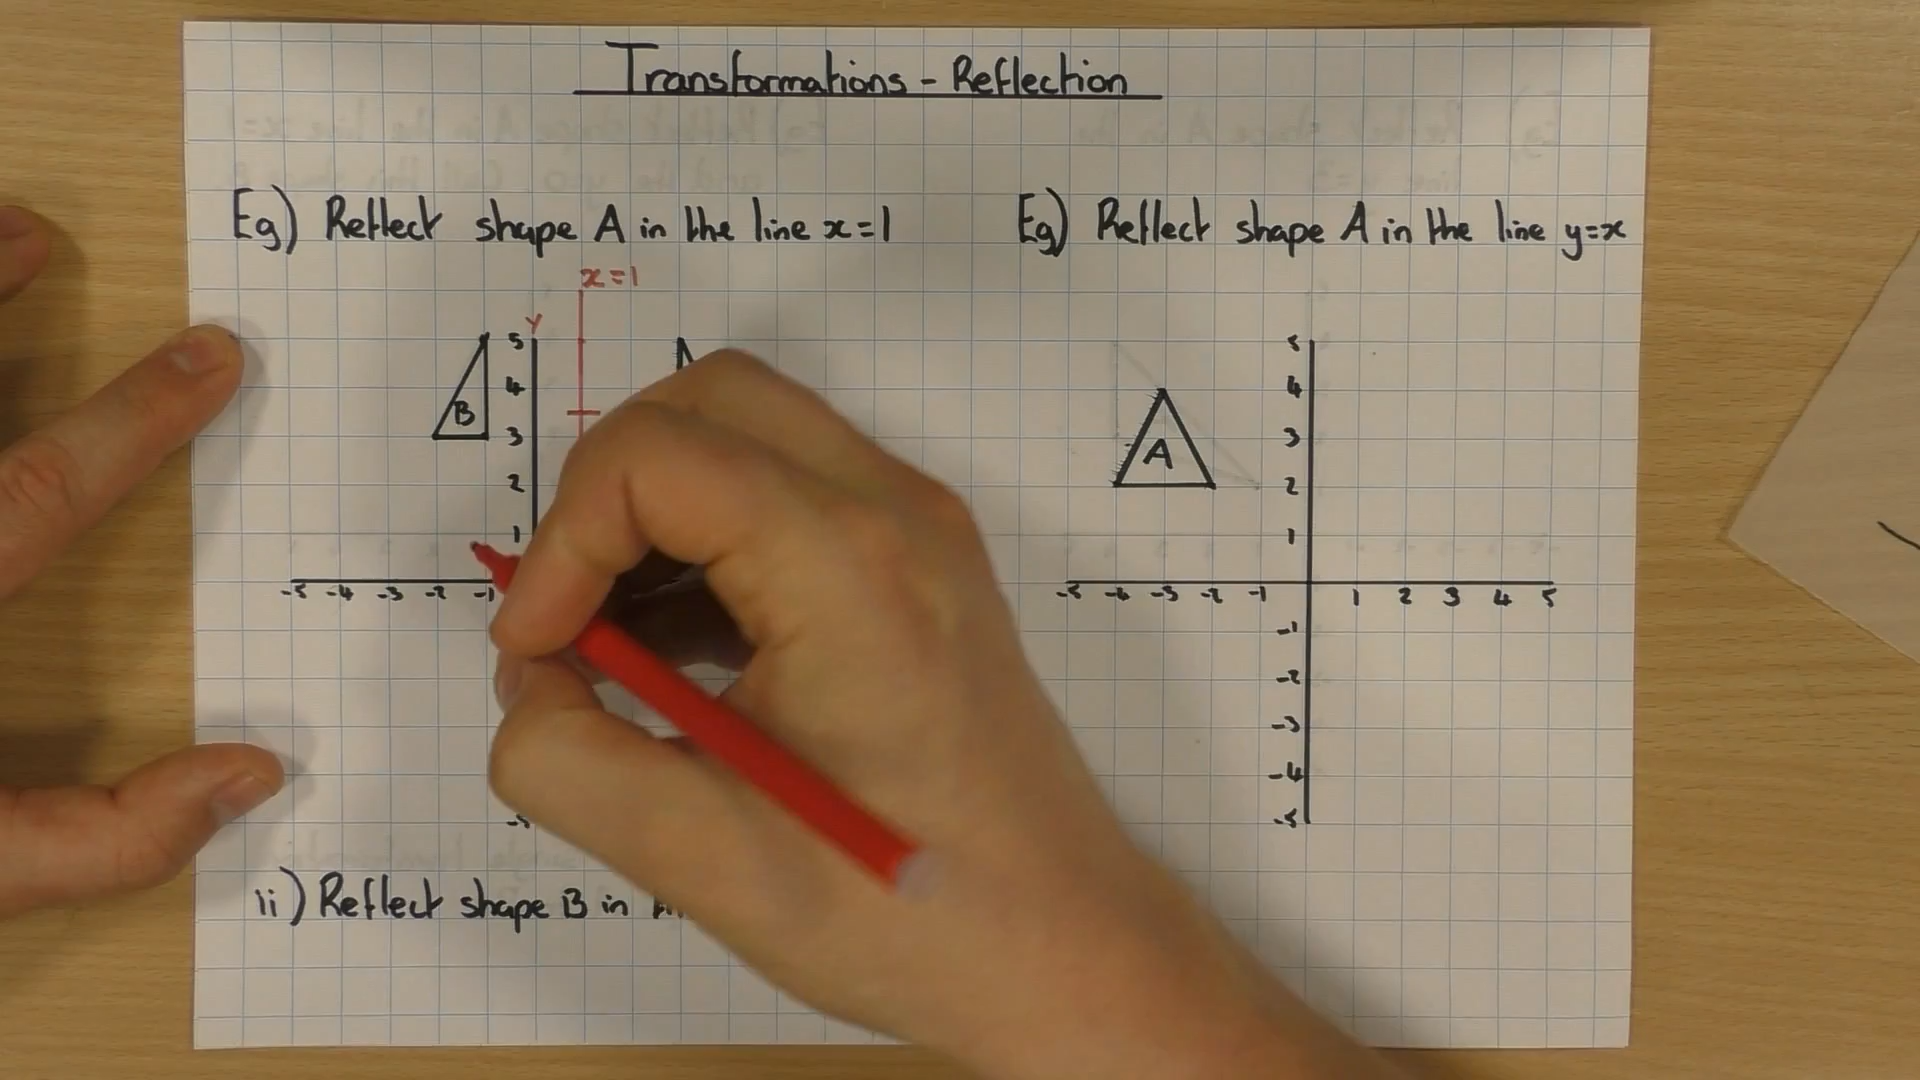 Transformations - Reflection
Eg) Reflect shape A in the line x=1
x=1
Y
5
4
3
2
1
B
-5 -4 -3 -2 -1
-5
ii) Reflect shape B in
Eg) Reflect shape A in the line y=x
5
4
3
2
1
A
-5 -4 -3 -2 -1 1 2 3 4 5
-1
-2
-3
-4
-5